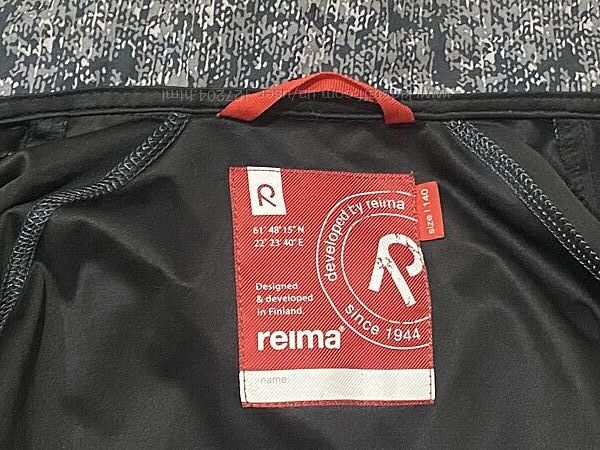 R
61° 48' 15" N
22° 23' 40" E
Designed
& developed
in Finland.
reima®
name:
developed by reima
R
since 1944
size | 140